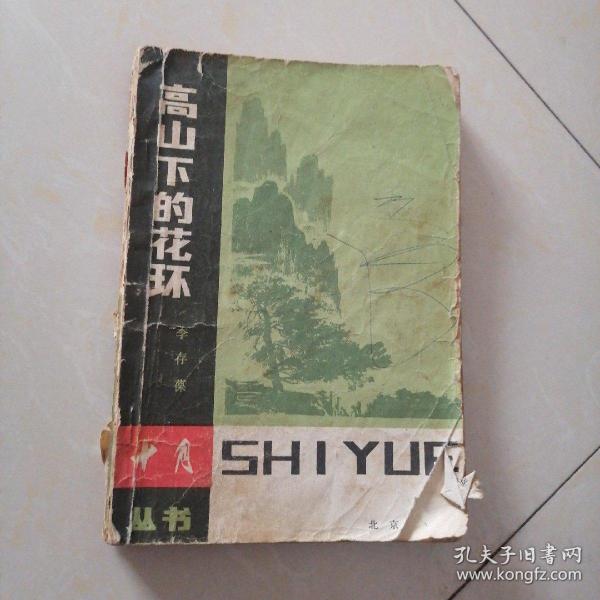 高山下的花环
李存葆
十月
SHIYUE
丛书
北京
孔夫子旧书网
www.kongfz.com